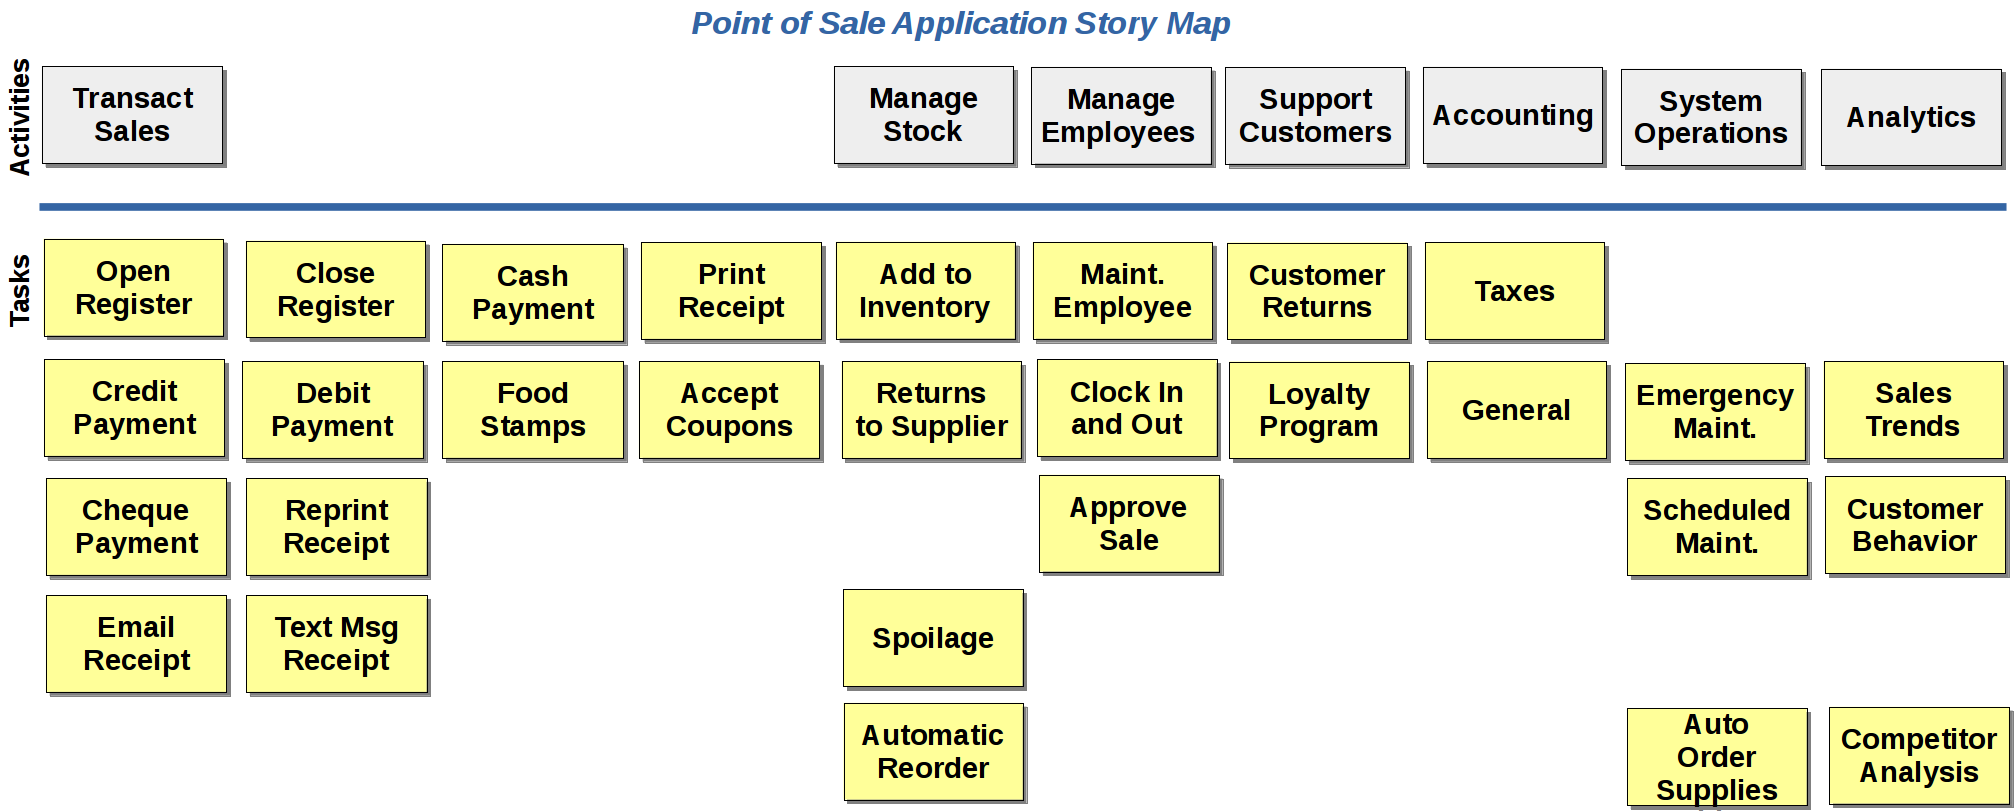 Point of Sale Application Story Map
Activities
Transact
Sales
Manage
Stock
Manage
Employees
Support
Customers
Accounting
System
Operations
Analytics
Tasks
Open
Register
Close
Register
Cash
Payment
Print
Receipt
Add to
Inventory
Maint.
Employee
Customer
Returns
Taxes
Credit
Payment
Debit
Payment
Food
Stamps
Accept
Coupons
Returns
to Supplier
Clock In
and Out
Loyalty
Program
General
Emergency
Maint.
Sales
Trends
Cheque
Payment
Reprint
Receipt
Approve
Sale
Scheduled
Maint.
Customer
Behavior
Email
Receipt
Text Msg
Receipt
Spoilage
Automatic
Reorder
Auto
Order
Supplies
Competitor
Analysis